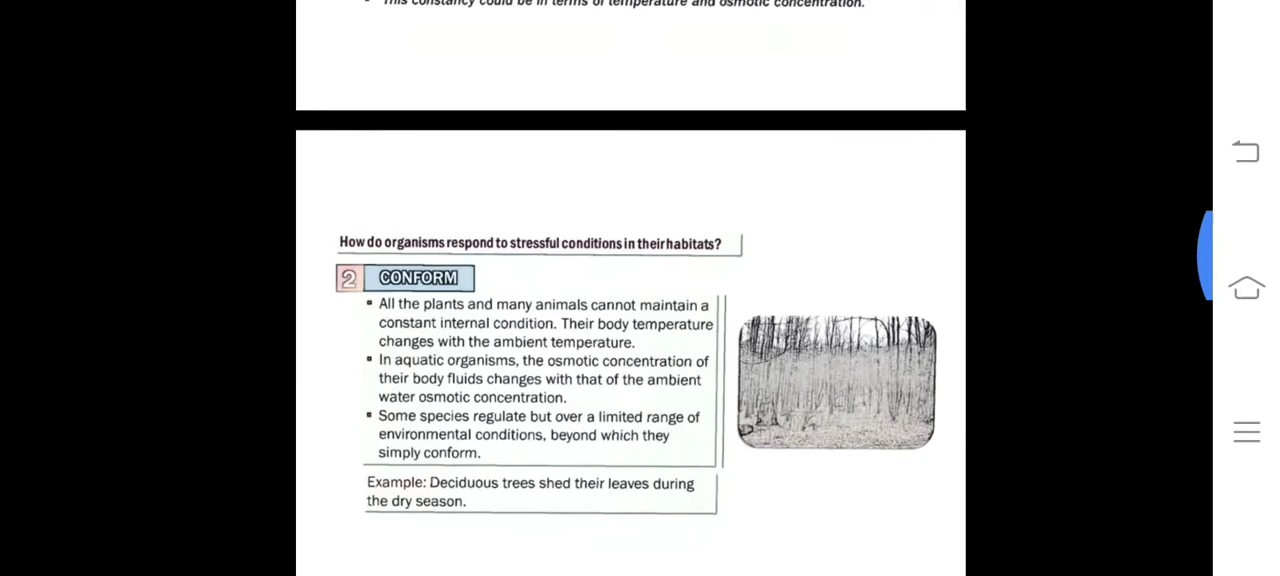 This constancy could be in terms of temperature and osmotic concentration.
How do organisms respond to stressful conditions in their habitats?
2 CONFORM
▪ All the plants and many animals cannot maintain a
constant internal condition. Their body temperature
changes with the ambient temperature.
▪ In aquatic organisms, the osmotic concentration of
their body fluids changes with that of the ambient
water osmotic concentration.
▪ Some species regulate but over a limited range of
environmental conditions, beyond which they
simply conform.
Example: Deciduous trees shed their leaves during
the dry season.